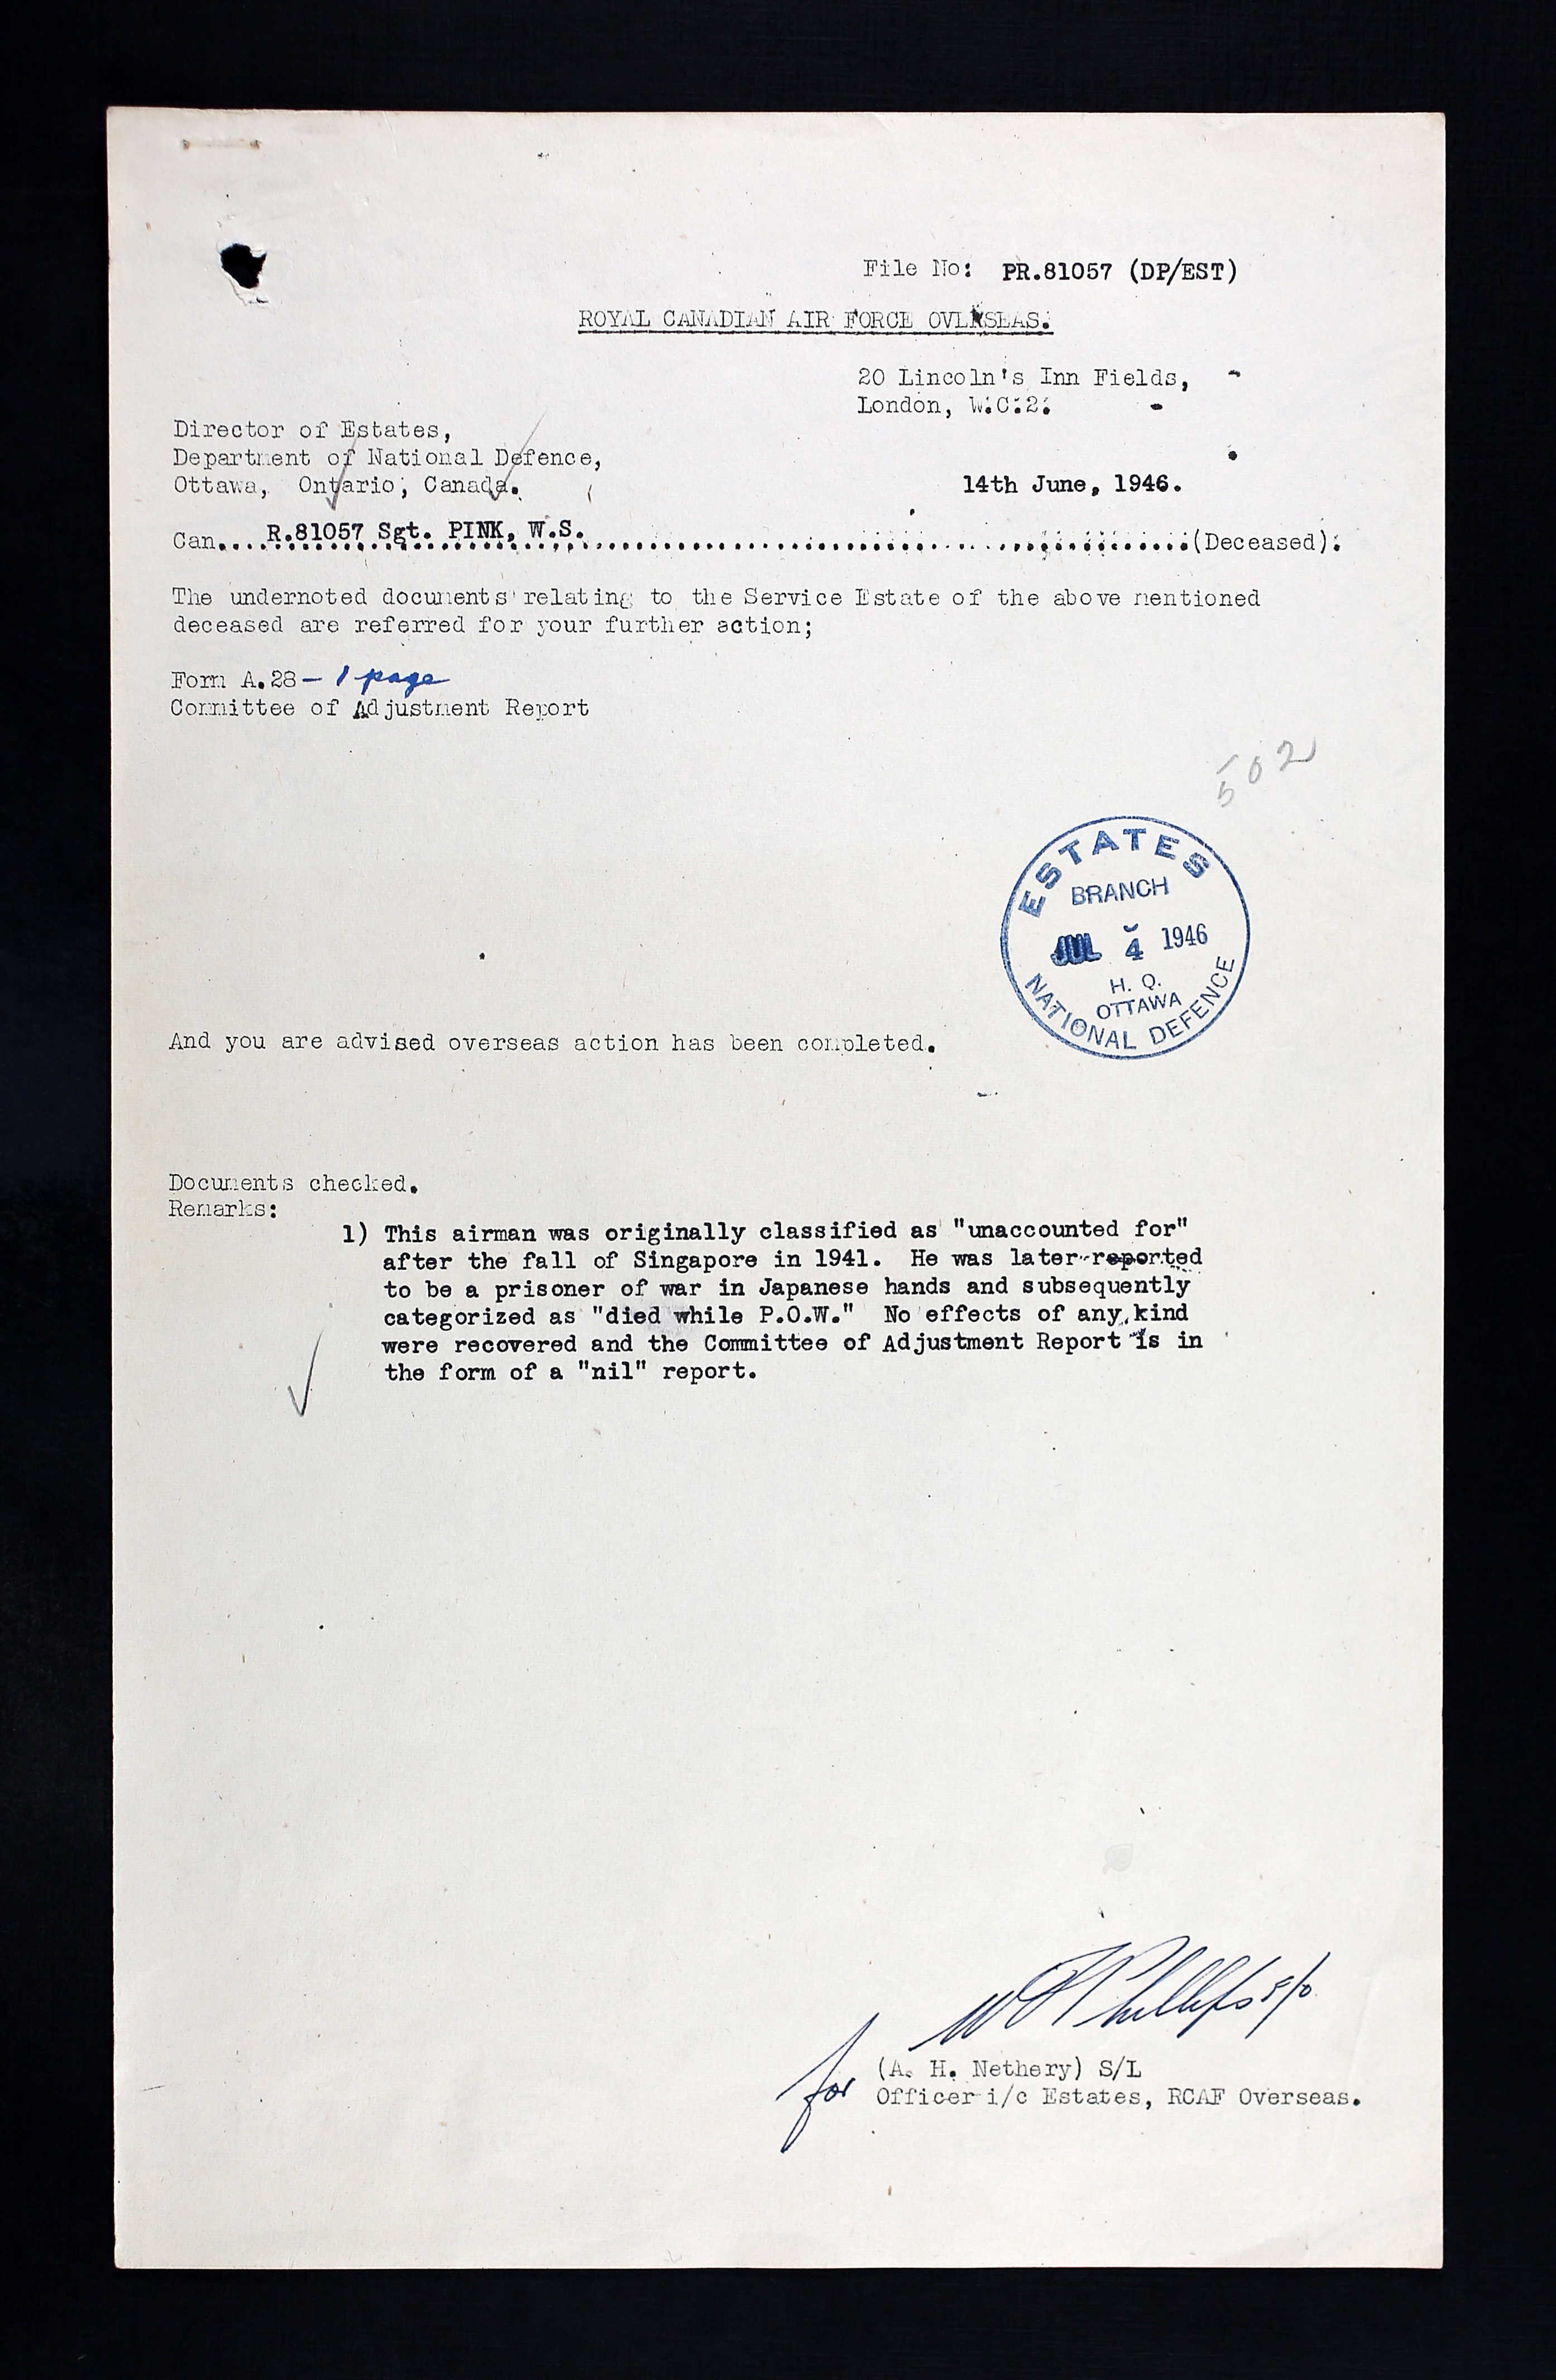 File No: PR.81057 (DP/EST)
ROYAL CANADIAN AIR FORCE OVERSEAS.
20 Lincoln's Inn Fields,
London, W.C.2.
Director of Estates,
Department of National Defence,
Ottawa, Ontario, Canada.
14th June, 1946.
Can....R.81057 Sgt. PINK, W.S.................................................(Deceased).
The undernoted documents relating to the Service Estate of the above mentioned
deceased are referred for your further action;
Form A.28 - 1 page
Committee of Adjustment Report
502
ESTATES
BRANCH
JUL 4 1946
H. Q.
OTTAWA
NATIONAL DEFENCE
And you are advised overseas action has been completed.
Documents checked.
Remarks:
1) This airman was originally classified as "unaccounted for"
after the fall of Singapore in 1941. He was later reported
to be a prisoner of war in Japanese hands and subsequently
categorized as "died while P.O.W." No effects of any kind
were recovered and the Committee of Adjustment Report is in
the form of a "nil" report.
Phillips F/O
for (A. H. Nethery) S/L
Officer i/c Estates, RCAF Overseas.